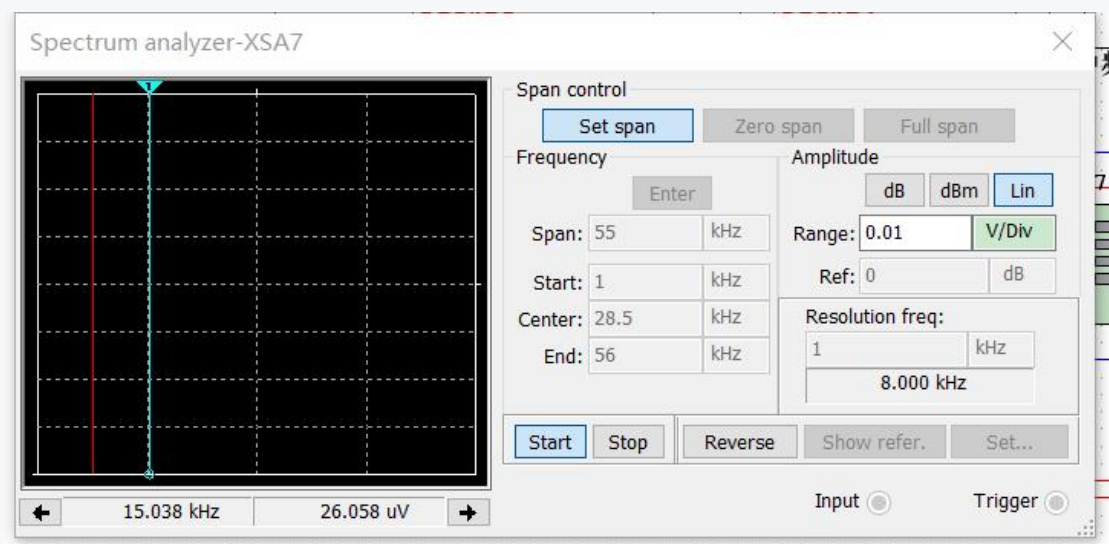 Spectrum analyzer-XSA7
1
Span control
Set span Zero span Full span
Frequency
Enter
Span: 55 kHz
Start: 1 kHz
Center: 28.5 kHz
End: 56 kHz
Amplitude
dB dBm Lin
Range: 0.01 V/Div
Ref: 0 dB
Resolution freq:
1 kHz
8.000 kHz
Start Stop Reverse Show refer. Set...
15.038 kHz 26.058 uV
Input Trigger